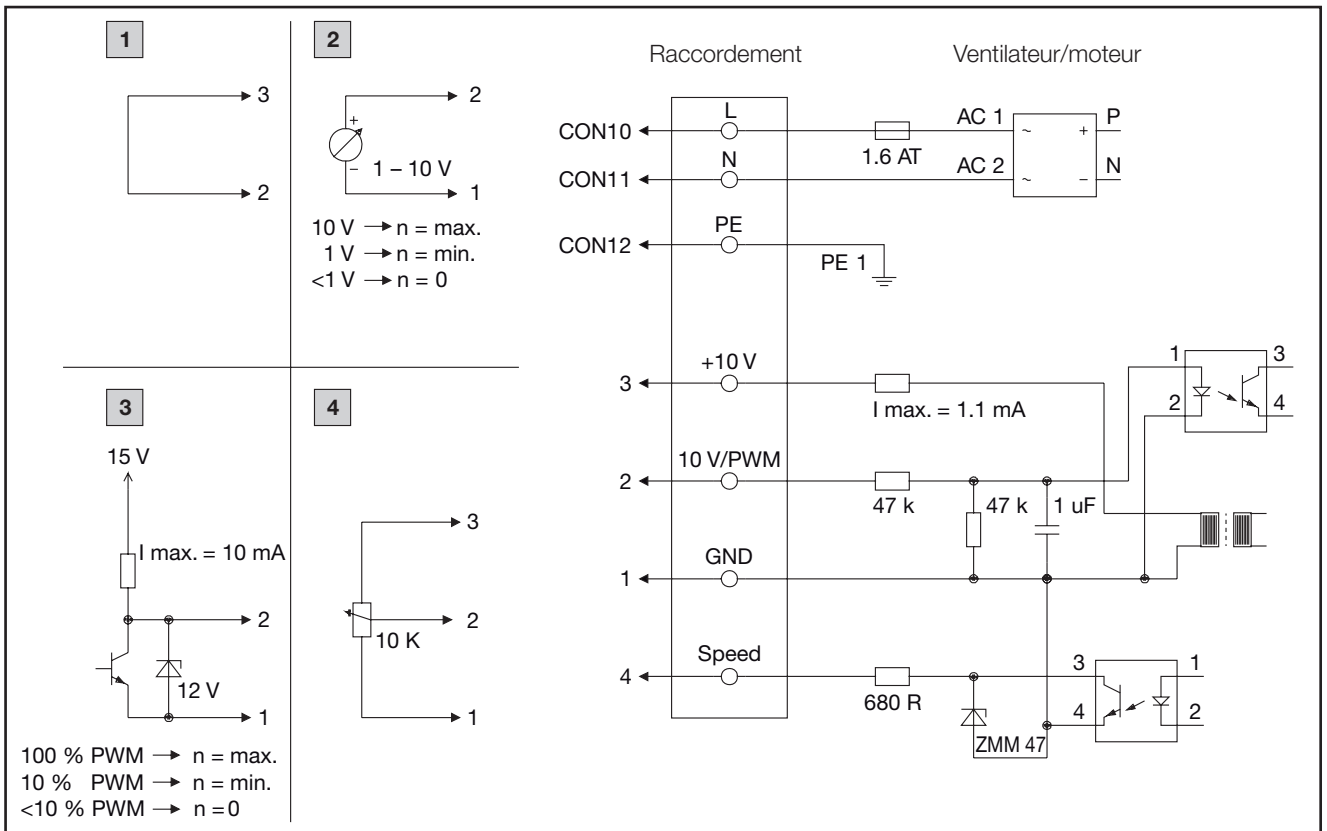 1
3
2
2
2
+
–
1 – 10 V
1
10 V → n = max.
1 V → n = min.
<1 V → n = 0
3
15 V
I max. = 10 mA
2
12 V
1
100 % PWM → n = max.
10 % PWM → n = min.
<10 % PWM → n = 0
4
3
2
10 K
1
Raccordement
Ventilateur/moteur
CON10
L
1.6 AT
AC 1
~
+
P
CON11
N
AC 2
~
–
N
CON12
PE
PE 1
3
+10 V
I max. = 1.1 mA
1
2
3
4
2
10 V/PWM
47 k
47 k
1 uF
1
GND
4
Speed
680 R
ZMM 47
3
4
1
2